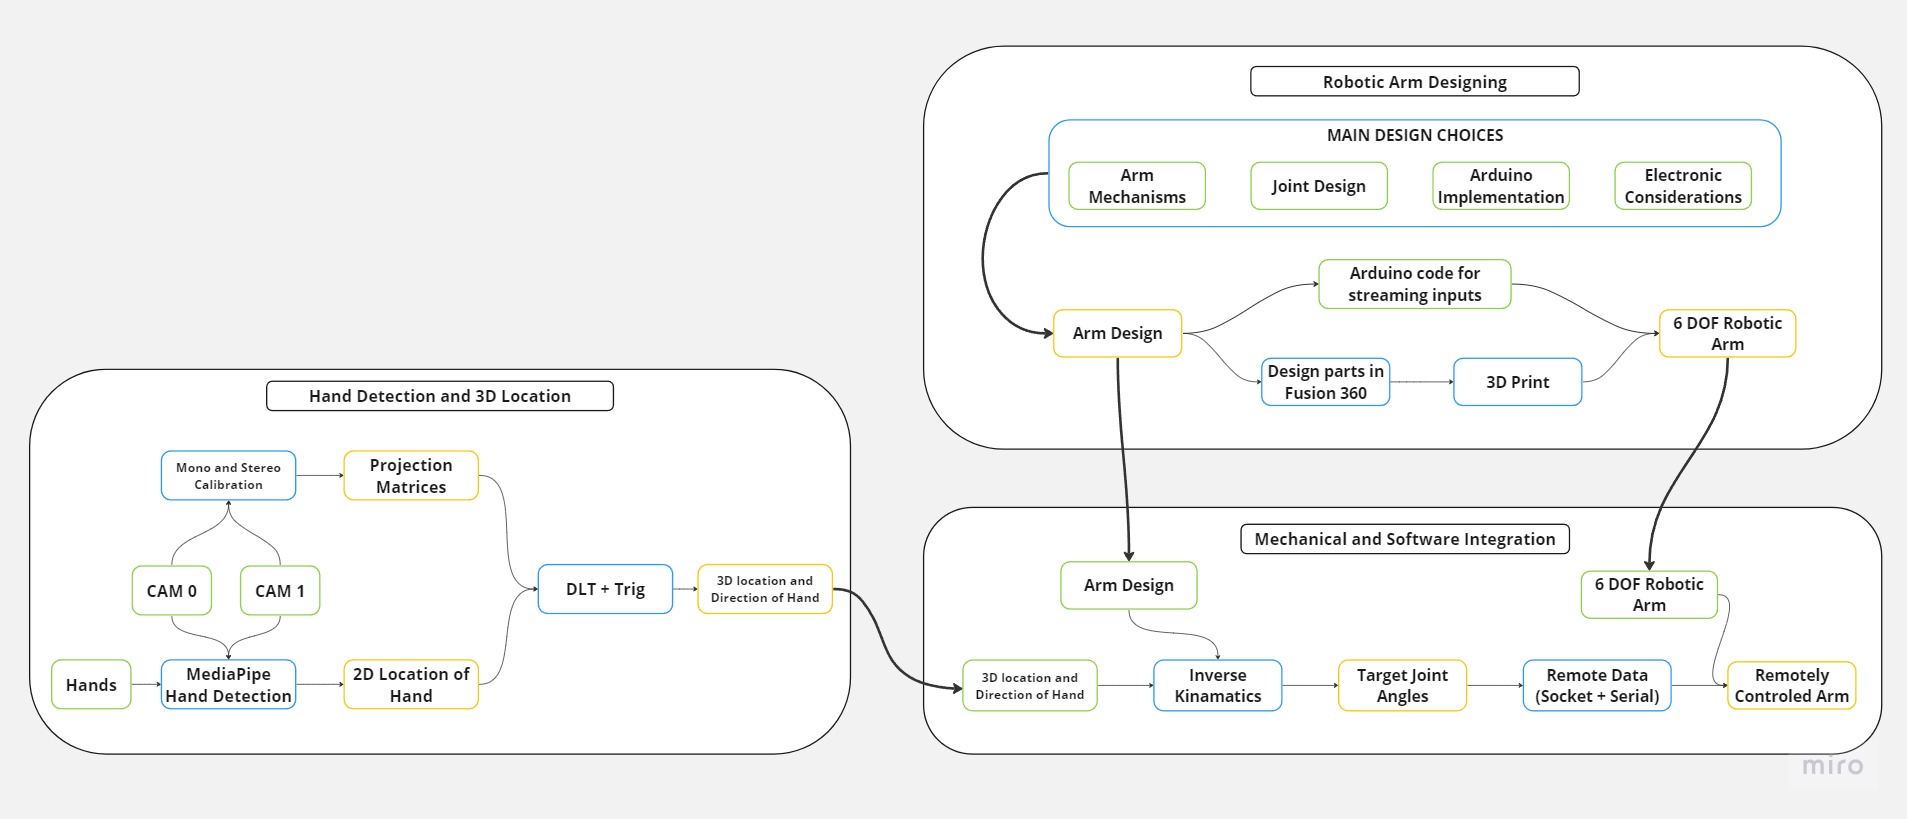 Robotic Arm Designing
MAIN DESIGN CHOICES
Arm
Mechanisms
Joint Design
Arduino
Implementation
Electronic
Considerations
Arduino code for
streaming inputs
Arm Design
6 DOF Robotic
Arm
Design parts in
Fusion 360
3D Print
Hand Detection and 3D Location
Mono and Stereo
Calibration
Projection
Matrices
CAM 0
CAM 1
DLT + Trig
3D location and
Direction of Hand
Hands
MediaPipe
Hand Detection
2D Location of
Hand
Mechanical and Software Integration
Arm Design
6 DOF Robotic
Arm
3D location and
Direction of Hand
Inverse
Kinamatics
Target Joint
Angles
Remote Data
(Socket + Serial)
Remotely
Controled Arm
miro